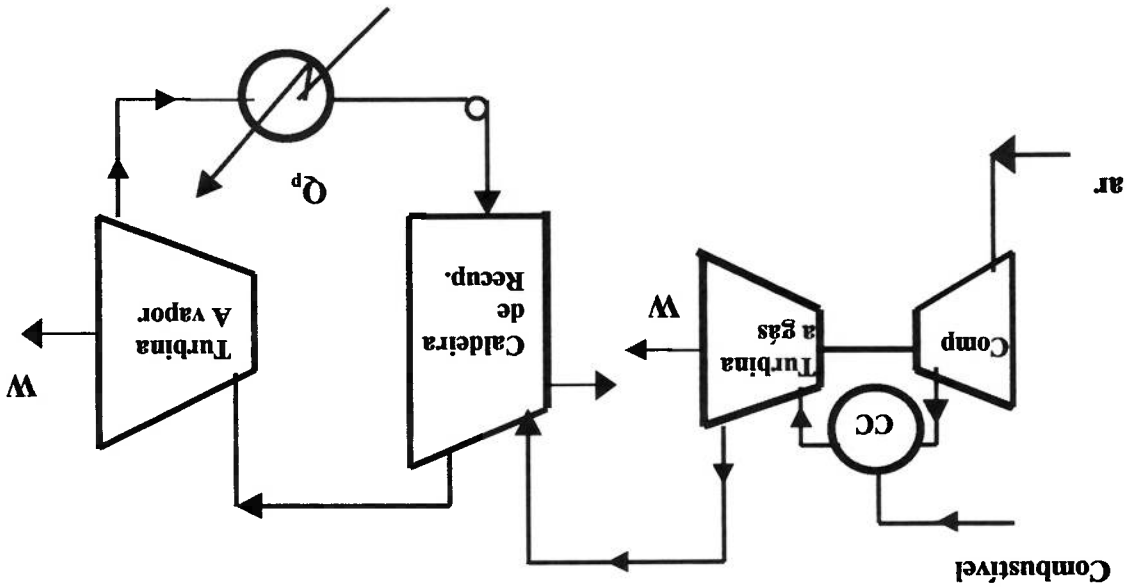 Combustível
CC
Comp
Turbina
a gás
W
ar
Caldeira
de
Recup.
Turbina
A vapor
W
Qp